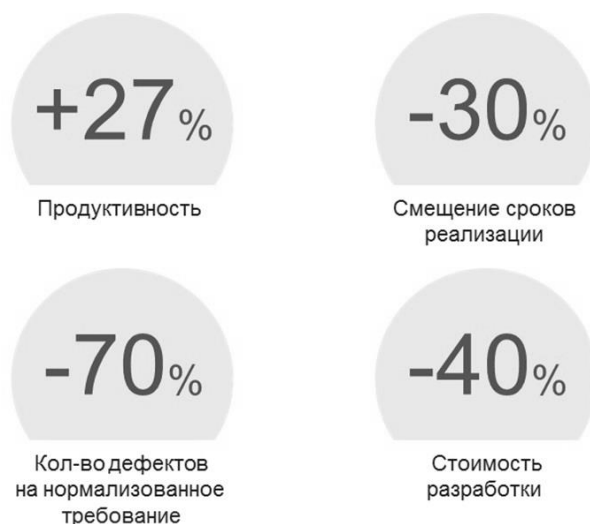 +27%
Продуктивность
-30%
Смещение сроков
реализации
-70%
Кол-во дефектов
на нормализованное
требование
-40%
Стоимость
разработки